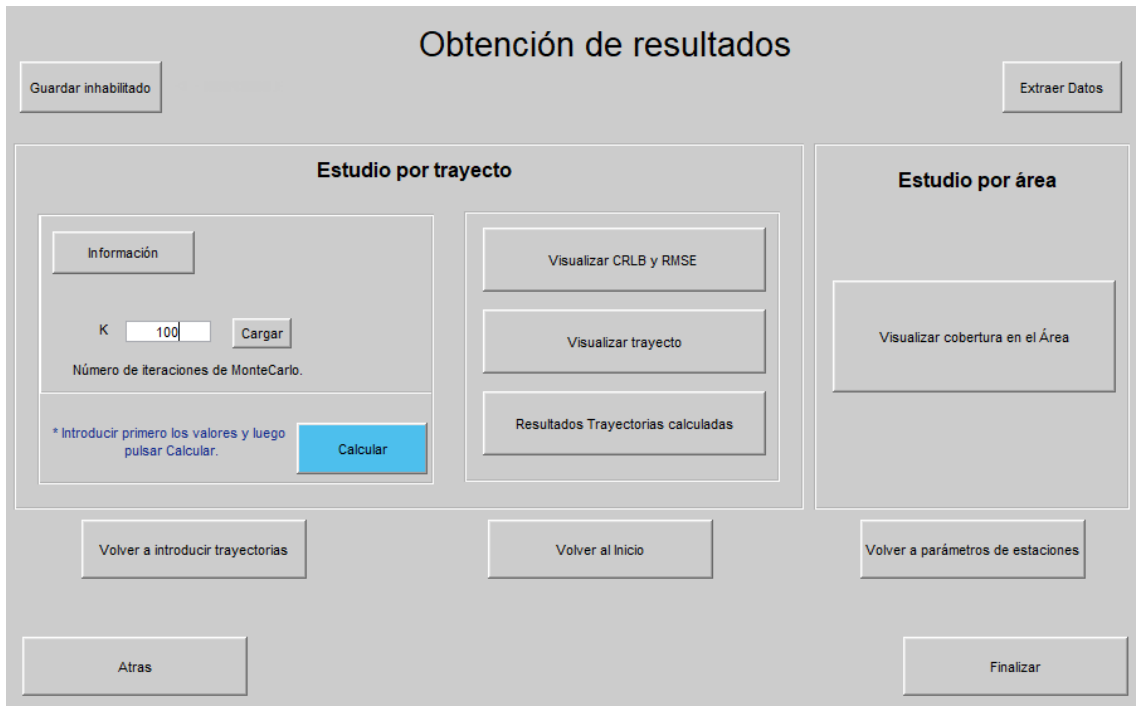 Obtención de resultados
Guardar inhabilitado
Extraer Datos
Estudio por trayecto
Estudio por área
Información
Visualizar CRLB y RMSE
K 100 Cargar
Visualizar trayecto
Visualizar cobertura en el Área
Número de iteraciones de MonteCarlo.
Resultados Trayectorias calculadas
* Introducir primero los valores y luego
pulsar Calcular.
Calcular
Volver a introducir trayectorias
Volver al Inicio
Volver a parámetros de estaciones
Atras
Finalizar